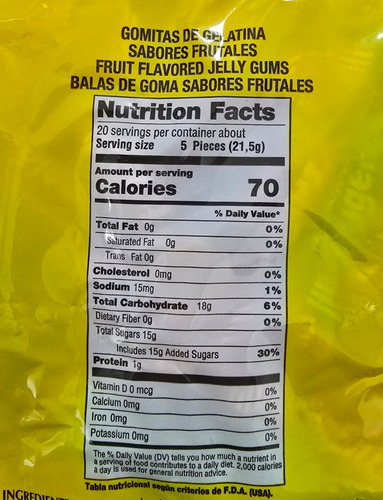 GOMITAS DE GELATINA
SABORES FRUTALES
FRUIT FLAVORED JELLY GUMS
BALAS DE GOMA SABORES FRUTALES
Nutrition Facts
20 servings per container about
Serving size 5 Pieces (21,5g)
Amount per serving
Calories 70
% Daily Value*
Total Fat 0g 0%
Saturated Fat 0g 0%
Trans Fat 0g
Cholesterol 0mg 0%
Sodium 15mg 1%
Total Carbohydrate 18g 6%
Dietary Fiber 0g 0%
Total Sugars 15g
Includes 15g Added Sugars 30%
Protein 1g
Vitamin D 0 mcg 0%
Calcium 0mg 0%
Iron 0mg 0%
Potassium 0mg 0%
The % Daily Value (DV) tells you how much a nutrient in
a serving of food contributes to a daily diet. 2,000 calories
a day is used for general nutrition advice.
Tabla nutricional según criterios de F.D.A. (USA).